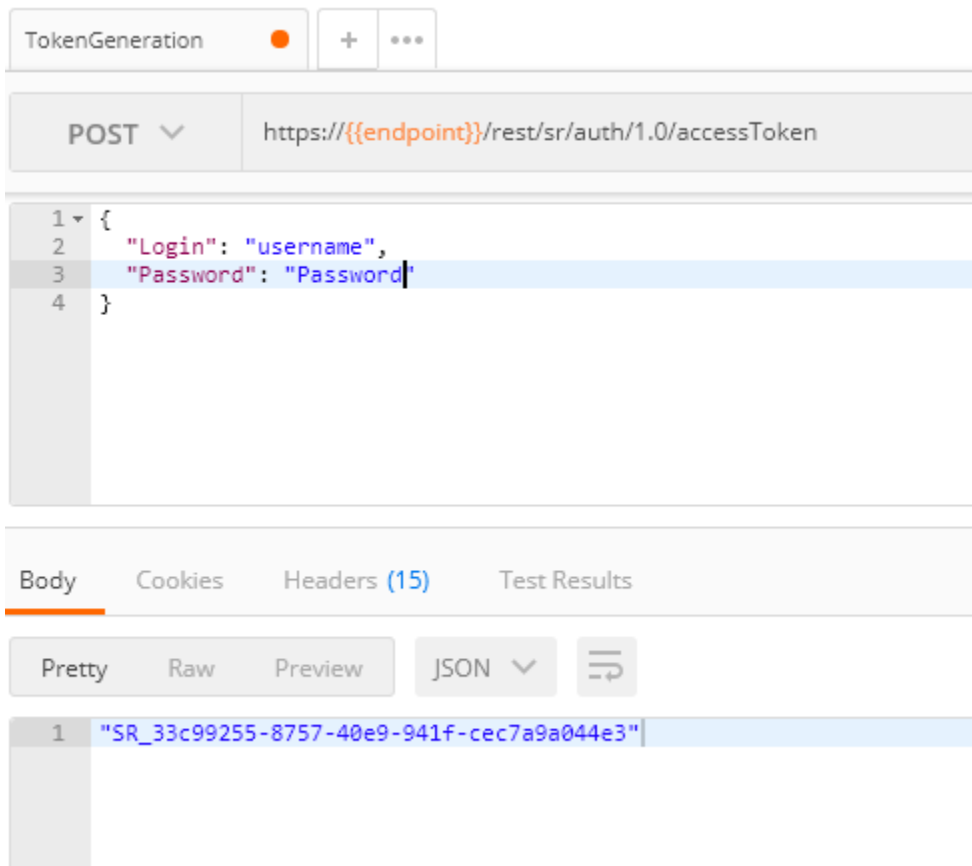 TokenGeneration + •••
POST https://{{endpoint}}/rest/sr/auth/1.0/accessToken
1 {
2 "Login": "username",
3 "Password": "Password"
4 }
Body Cookies Headers (15) Test Results
Pretty Raw Preview JSON
1 "SR_33c99255-8757-40e9-941f-cec7a9a044e3"